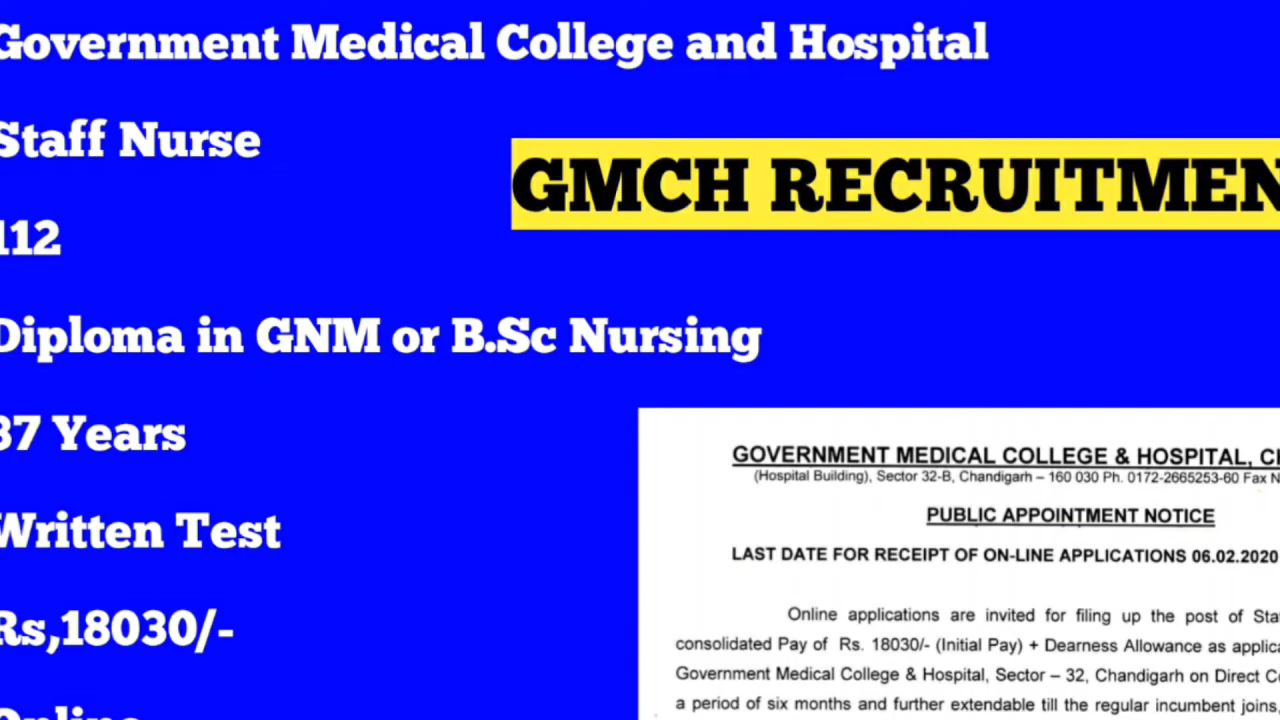 Government Medical College and Hospital
Staff Nurse
GMCH RECRUITMEN
112
Diploma in GNM or B.Sc Nursing
37 Years
Written Test
Rs,18030/-
Online
GOVERNMENT MEDICAL COLLEGE & HOSPITAL,
(Hospital Building), Sector 32-B, Chandigarh – 160 030 Ph. 0172-2665253-60 Fax N
PUBLIC APPOINTMENT NOTICE
LAST DATE FOR RECEIPT OF ON-LINE APPLICATIONS 06.02.2020
Online applications are invited for filing up the post of Sta
consolidated Pay of Rs. 18030/- (Initial Pay) + Dearness Allowance as applica
Government Medical College & Hospital, Sector – 32, Chandigarh on Direct Co
a period of six months and further extendable till the regular incumbent joins,